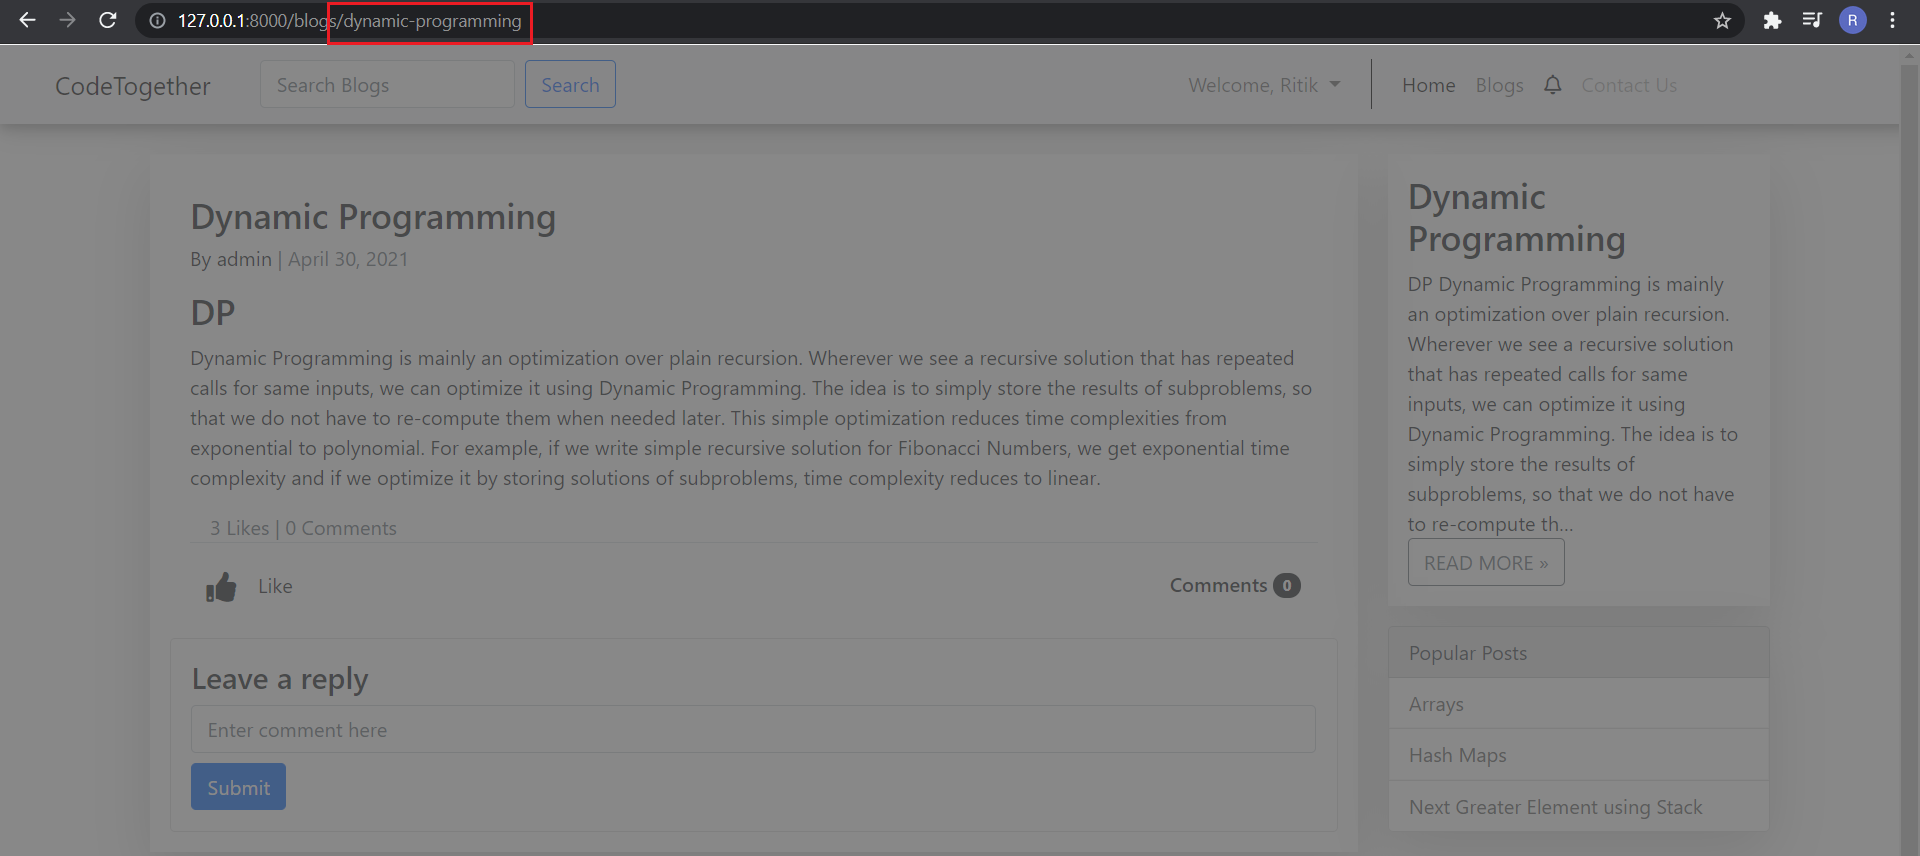 127.0.0.1:8000/blogs/dynamic-programming
R
CodeTogether
Search Blogs
Search
Welcome, Ritik
Home
Blogs
Contact Us
Dynamic Programming
By admin | April 30, 2021
DP
Dynamic Programming is mainly an optimization over plain recursion. Wherever we see a recursive solution that has repeated
calls for same inputs, we can optimize it using Dynamic Programming. The idea is to simply store the results of subproblems, so
that we do not have to re-compute them when needed later. This simple optimization reduces time complexities from
exponential to polynomial. For example, if we write simple recursive solution for Fibonacci Numbers, we get exponential time
complexity and if we optimize it by storing solutions of subproblems, time complexity reduces to linear.
3 Likes | 0 Comments
Like
Comments 0
Leave a reply
Enter comment here
Submit
Dynamic
Programming
DP Dynamic Programming is mainly
an optimization over plain recursion.
Wherever we see a recursive solution
that has repeated calls for same
inputs, we can optimize it using
Dynamic Programming. The idea is to
simply store the results of
subproblems, so that we do not have
to re-compute th...
READ MORE »
Popular Posts
Arrays
Hash Maps
Next Greater Element using Stack